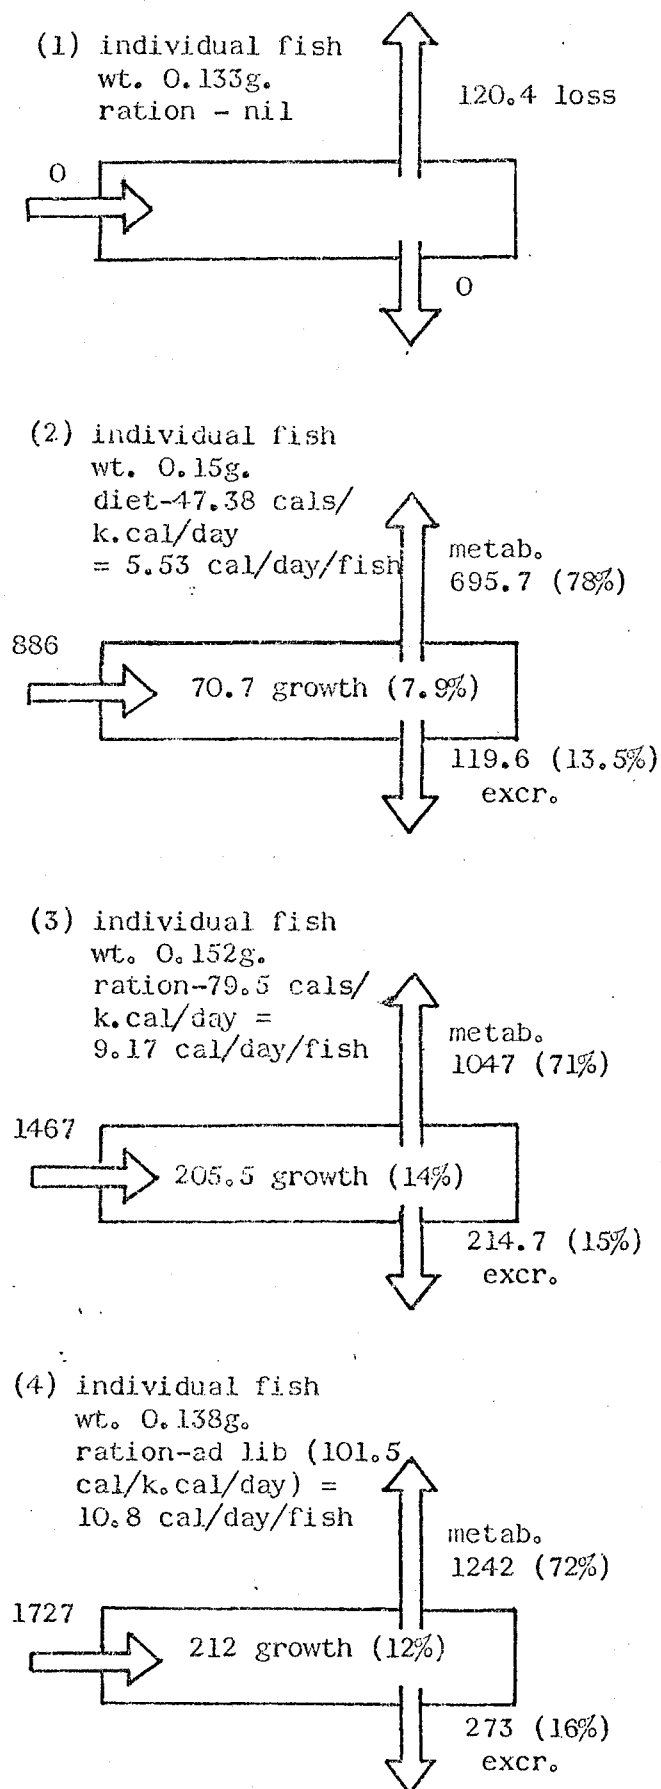 (1) individual fish
wt. 0.133g.
ration - nil
120.4 loss
0
0
(2) individual fish
wt. 0.15g.
diet-47.38 cals/
k.cal/day
= 5.53 cal/day/fish
metab.
695.7 (78%)
886
70.7 growth (7.9%)
119.6 (13.5%)
excr.
(3) individual fish
wt. 0.152g.
ration-79.5 cals/
k.cal/day =
9.17 cal/day/fish
metab.
1047 (71%)
1467
205.5 growth (14%)
214.7 (15%)
excr.
(4) individual fish
wt. 0.138g.
ration-ad lib (101.5
cal/k.cal/day) =
10.8 cal/day/fish
metab.
1242 (72%)
1727
212 growth (12%)
273 (16%)
excr.